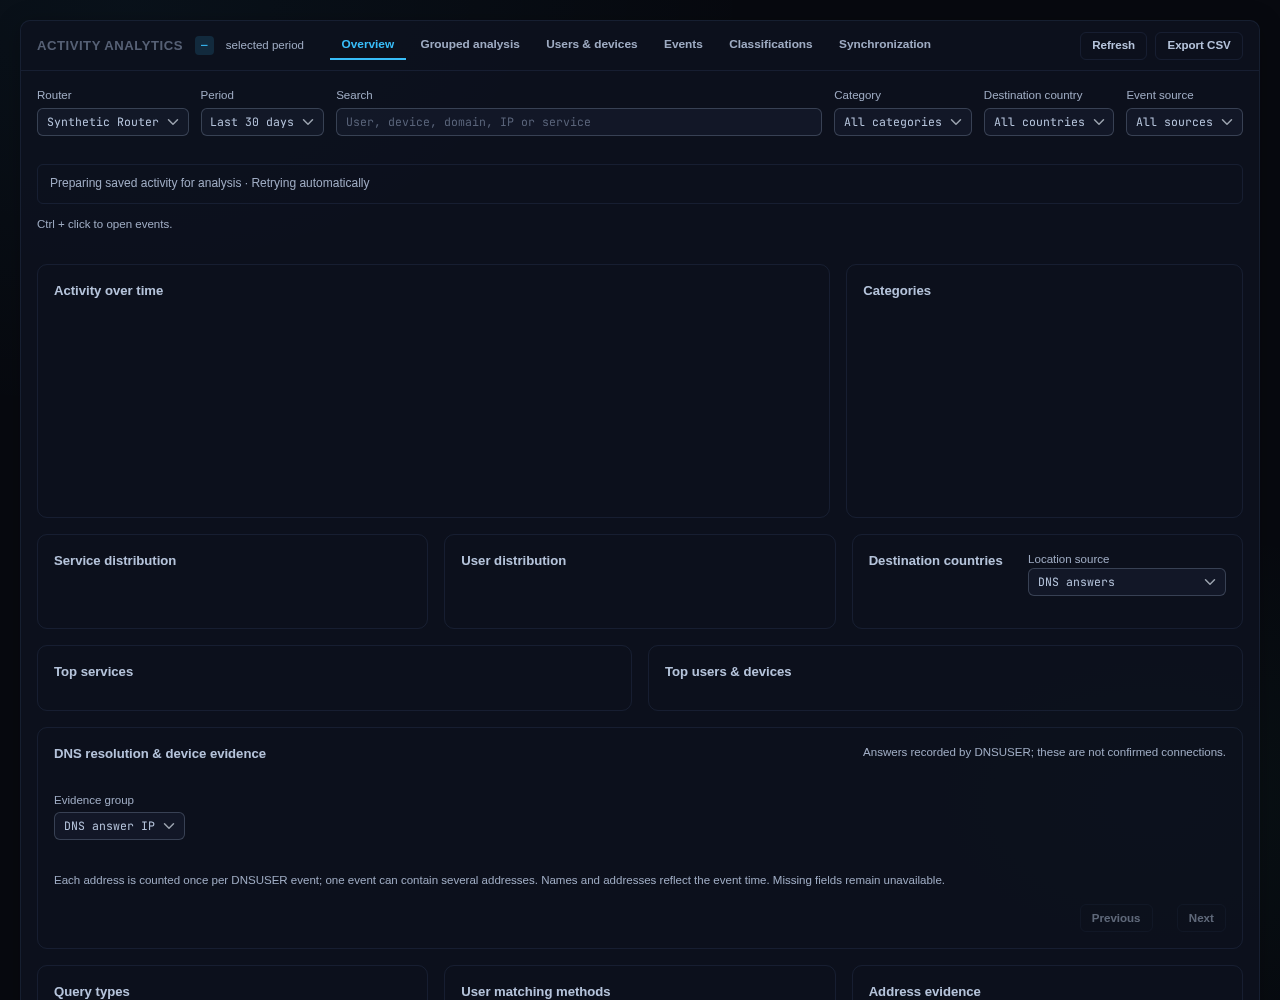 ACTIVITY ANALYTICS – selected period Overview Grouped analysis Users & devices Events Classifications Synchronization Refresh Export CSV
Router Period Search Category Destination country Event source
Synthetic Router Last 30 days User, device, domain, IP or service All categories All countries All sources
Preparing saved activity for analysis · Retrying automatically
Ctrl + click to open events.
Activity over time Categories
Service distribution User distribution Destination countries Location source
DNS answers
Top services Top users & devices
DNS resolution & device evidence Answers recorded by DNSUSER; these are not confirmed connections.
Evidence group
DNS answer IP
Each address is counted once per DNSUSER event; one event can contain several addresses. Names and addresses reflect the event time. Missing fields remain unavailable.
Previous Next
Query types User matching methods Address evidence